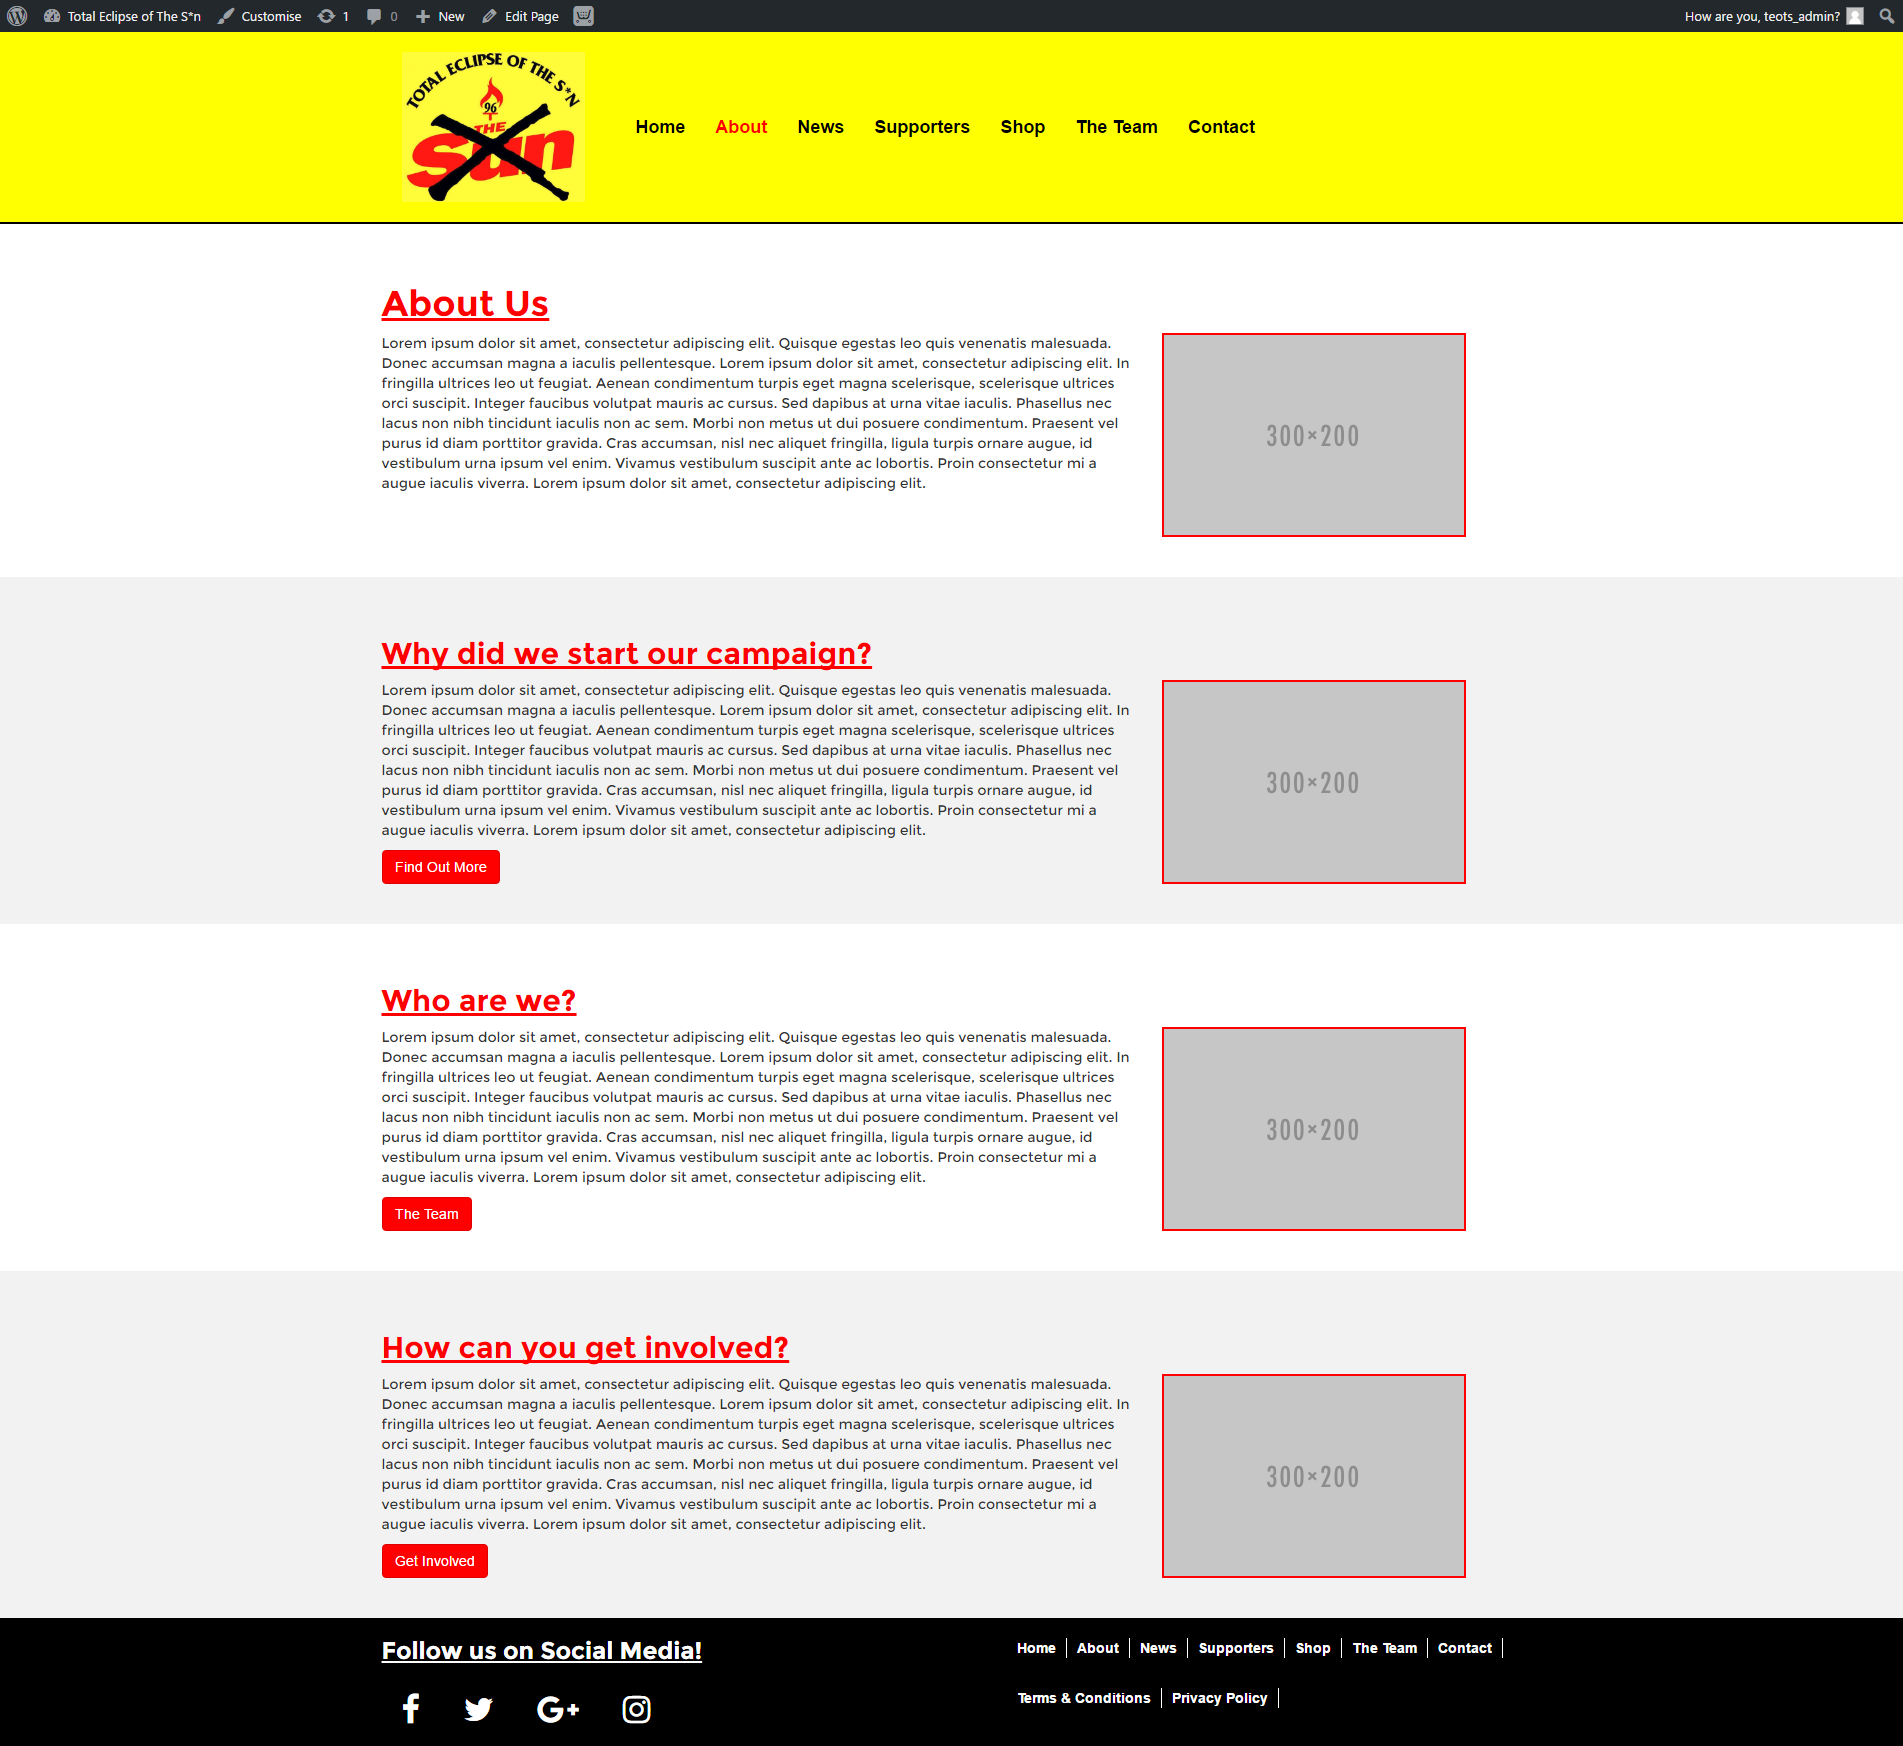 Total Eclipse of The S*n Customise 1 0 New Edit Page How are you, teots_admin?
TOTAL ECLIPSE OF THE S*N
96
THE
Sun
Home About News Supporters Shop The Team Contact
About Us
Lorem ipsum dolor sit amet, consectetur adipiscing elit. Quisque egestas leo quis venenatis malesuada.
Donec accumsan magna a iaculis pellentesque. Lorem ipsum dolor sit amet, consectetur adipiscing elit. In
fringilla ultrices leo ut feugiat. Aenean condimentum turpis eget magna scelerisque, scelerisque ultrices
orci suscipit. Integer faucibus volutpat mauris ac cursus. Sed dapibus at urna vitae iaculis. Phasellus nec
lacus non nibh tincidunt iaculis non ac sem. Morbi non metus ut dui posuere condimentum. Praesent vel
purus id diam porttitor gravida. Cras accumsan, nisl nec aliquet fringilla, ligula turpis ornare augue, id
vestibulum urna ipsum vel enim. Vivamus vestibulum suscipit ante ac lobortis. Proin consectetur mi a
augue iaculis viverra. Lorem ipsum dolor sit amet, consectetur adipiscing elit.
300×200
Why did we start our campaign?
Lorem ipsum dolor sit amet, consectetur adipiscing elit. Quisque egestas leo quis venenatis malesuada.
Donec accumsan magna a iaculis pellentesque. Lorem ipsum dolor sit amet, consectetur adipiscing elit. In
fringilla ultrices leo ut feugiat. Aenean condimentum turpis eget magna scelerisque, scelerisque ultrices
orci suscipit. Integer faucibus volutpat mauris ac cursus. Sed dapibus at urna vitae iaculis. Phasellus nec
lacus non nibh tincidunt iaculis non ac sem. Morbi non metus ut dui posuere condimentum. Praesent vel
purus id diam porttitor gravida. Cras accumsan, nisl nec aliquet fringilla, ligula turpis ornare augue, id
vestibulum urna ipsum vel enim. Vivamus vestibulum suscipit ante ac lobortis. Proin consectetur mi a
augue iaculis viverra. Lorem ipsum dolor sit amet, consectetur adipiscing elit.
Find Out More
300×200
Who are we?
Lorem ipsum dolor sit amet, consectetur adipiscing elit. Quisque egestas leo quis venenatis malesuada.
Donec accumsan magna a iaculis pellentesque. Lorem ipsum dolor sit amet, consectetur adipiscing elit. In
fringilla ultrices leo ut feugiat. Aenean condimentum turpis eget magna scelerisque, scelerisque ultrices
orci suscipit. Integer faucibus volutpat mauris ac cursus. Sed dapibus at urna vitae iaculis. Phasellus nec
lacus non nibh tincidunt iaculis non ac sem. Morbi non metus ut dui posuere condimentum. Praesent vel
purus id diam porttitor gravida. Cras accumsan, nisl nec aliquet fringilla, ligula turpis ornare augue, id
vestibulum urna ipsum vel enim. Vivamus vestibulum suscipit ante ac lobortis. Proin consectetur mi a
augue iaculis viverra. Lorem ipsum dolor sit amet, consectetur adipiscing elit.
The Team
300×200
How can you get involved?
Lorem ipsum dolor sit amet, consectetur adipiscing elit. Quisque egestas leo quis venenatis malesuada.
Donec accumsan magna a iaculis pellentesque. Lorem ipsum dolor sit amet, consectetur adipiscing elit. In
fringilla ultrices leo ut feugiat. Aenean condimentum turpis eget magna scelerisque, scelerisque ultrices
orci suscipit. Integer faucibus volutpat mauris ac cursus. Sed dapibus at urna vitae iaculis. Phasellus nec
lacus non nibh tincidunt iaculis non ac sem. Morbi non metus ut dui posuere condimentum. Praesent vel
purus id diam porttitor gravida. Cras accumsan, nisl nec aliquet fringilla, ligula turpis ornare augue, id
vestibulum urna ipsum vel enim. Vivamus vestibulum suscipit ante ac lobortis. Proin consectetur mi a
augue iaculis viverra. Lorem ipsum dolor sit amet, consectetur adipiscing elit.
Get Involved
300×200
Follow us on Social Media!
Home About News Supporters Shop The Team Contact
Terms & Conditions Privacy Policy